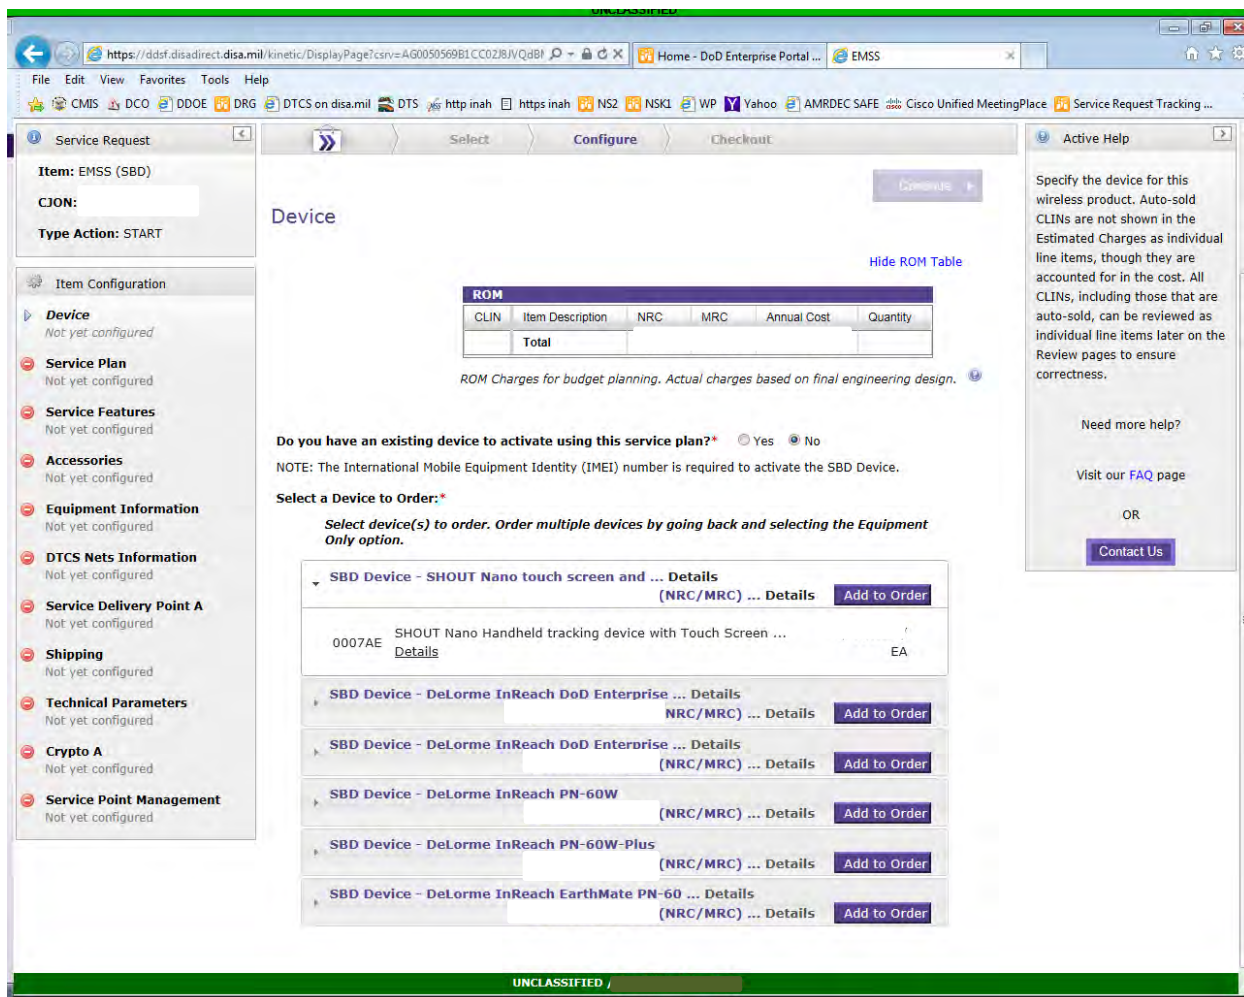 UNCLASSIFIED
https://ddsf.disadirect.disa.mil/kinetic/DisplayPage?csrv=
Home - DoD Enterprise Portal ...
EMSS
File Edit View Favorites Tools Help
CMIS DCO DDOE DRG DTCS on disa.mil DTS http inah https inah NS2 NSK1 WP Yahoo AMRDEC SAFE Cisco Unified MeetingPlace Service Request Tracking ...
Service Request
Item: EMSS (SBD)
CJON:
Type Action: START
Item Configuration
Device
Not yet configured
Service Plan
Not yet configured
Service Features
Not yet configured
Accessories
Not yet configured
Equipment Information
Not yet configured
DTCS Nets Information
Not yet configured
Service Delivery Point A
Not yet configured
Shipping
Not yet configured
Technical Parameters
Not yet configured
Crypto A
Not yet configured
Service Point Management
Not yet configured
Select Configure Checkout
Continue
Device
Hide ROM Table
ROM
CLIN Item Description NRC MRC Annual Cost Quantity
Total
ROM Charges for budget planning. Actual charges based on final engineering design.
Do you have an existing device to activate using this service plan?* Yes No
NOTE: The International Mobile Equipment Identity (IMEI) number is required to activate the SBD Device.
Select a Device to Order:*
Select device(s) to order. Order multiple devices by going back and selecting the Equipment
Only option.
SBD Device - SHOUT Nano touch screen and ... Details
(NRC/MRC) ... Details Add to Order
0007AE SHOUT Nano Handheld tracking device with Touch Screen ...
Details
EA
SBD Device - DeLorme InReach DoD Enterprise ... Details
NRC/MRC) ... Details Add to Order
SBD Device - DeLorme InReach DoD Enterprise ... Details
(NRC/MRC) ... Details Add to Order
SBD Device - DeLorme InReach PN-60W
(NRC/MRC) ... Details Add to Order
SBD Device - DeLorme InReach PN-60W-Plus
(NRC/MRC) ... Details Add to Order
SBD Device - DeLorme InReach EarthMate PN-60 ... Details
(NRC/MRC) ... Details Add to Order
Active Help
Specify the device for this
wireless product. Auto-sold
CLINs are not shown in the
Estimated Charges as individual
line items, though they are
accounted for in the cost. All
CLINs, including those that are
auto-sold, can be reviewed as
individual line items later on the
Review pages to ensure
correctness.
Need more help?
Visit our FAQ page
OR
Contact Us
UNCLASSIFIED /